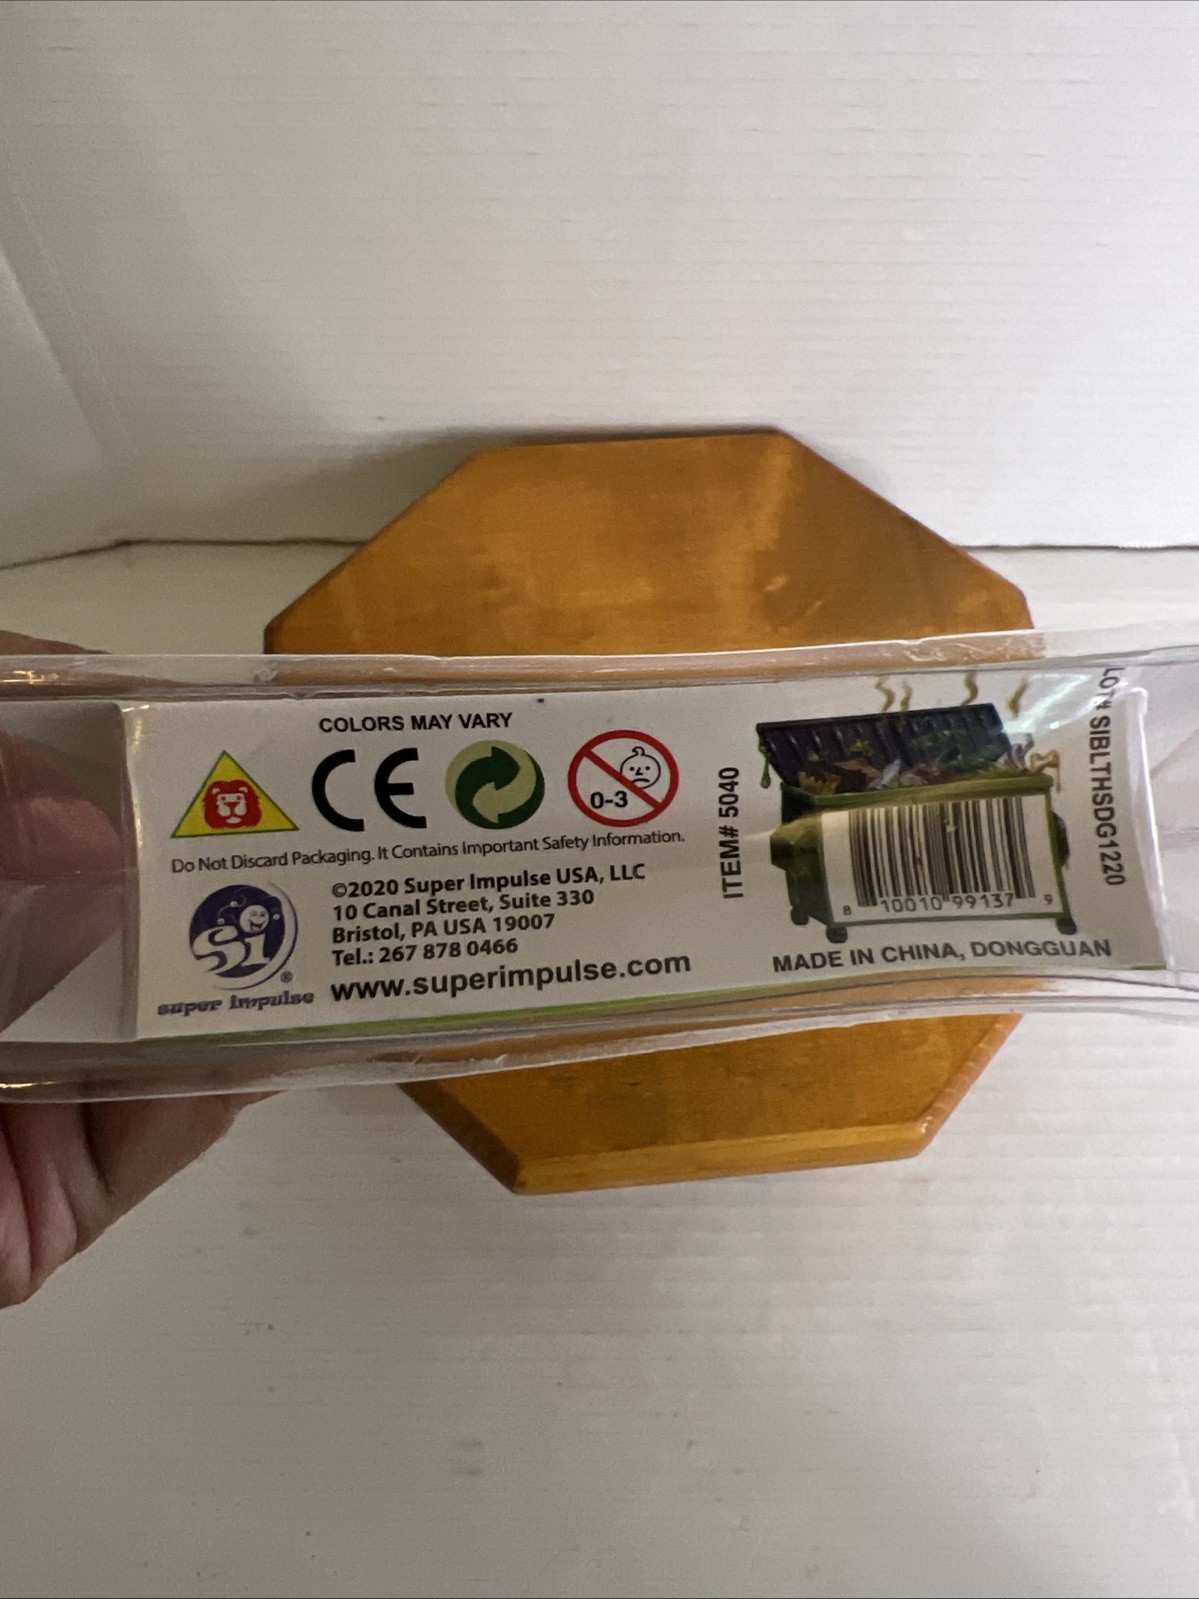 COLORS MAY VARY
CE
0-3
Do Not Discard Packaging. It Contains Important Safety Information.
Si
super impulse
®
©2020 Super Impulse USA, LLC
10 Canal Street, Suite 330
Bristol, PA USA 19007
Tel.: 267 878 0466
www.superimpulse.com
ITEM# 5040
8 10010 99137 9
MADE IN CHINA, DONGGUAN
LOT# SIBLTHSDG1220